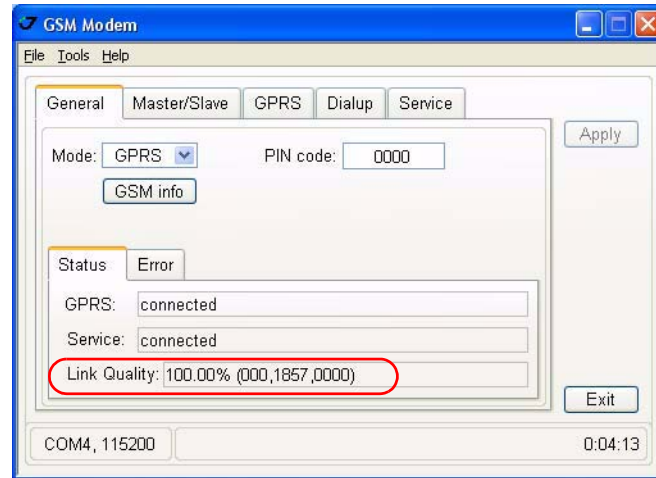 GSM Modem
File Tools Help
General Master/Slave GPRS Dialup Service
Apply
Mode: GPRS PIN code: 0000
GSM info
Status Error
GPRS: connected
Service: connected
Link Quality: 100.00% (000,1857,0000)
Exit
COM4, 115200 0:04:13